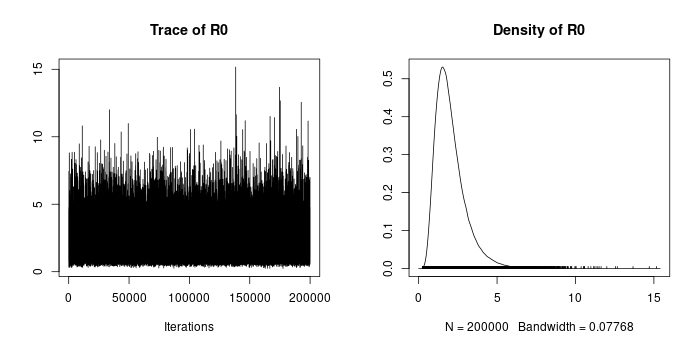 Trace of R0
15
10
5
0
0 50000 100000 150000 200000
Iterations
Density of R0
0.5
0.4
0.3
0.2
0.1
0.0
0 5 10 15
N = 200000 Bandwidth = 0.07768